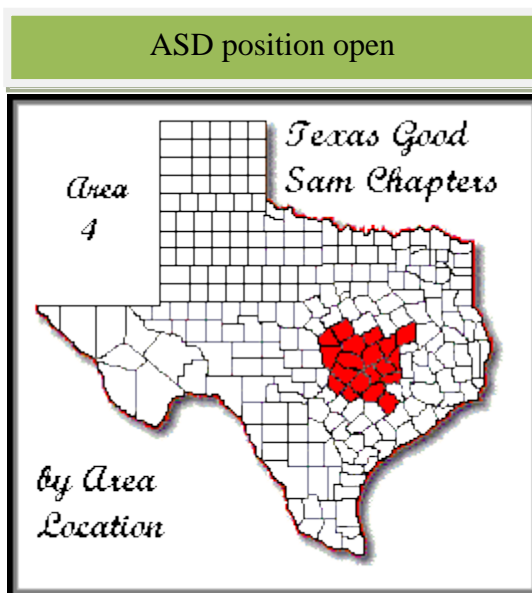 ASD position open
Texas Good
Sam Chapters
Area
4
by Area
Location